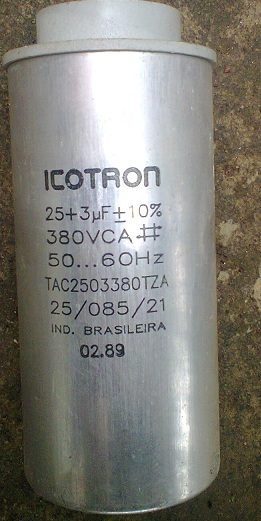 ICOTRON
25+3µF±10%
380VCA⌗
50...60Hz
TAC2503380TZA
25/085/21
IND. BRASILEIRA
02.89